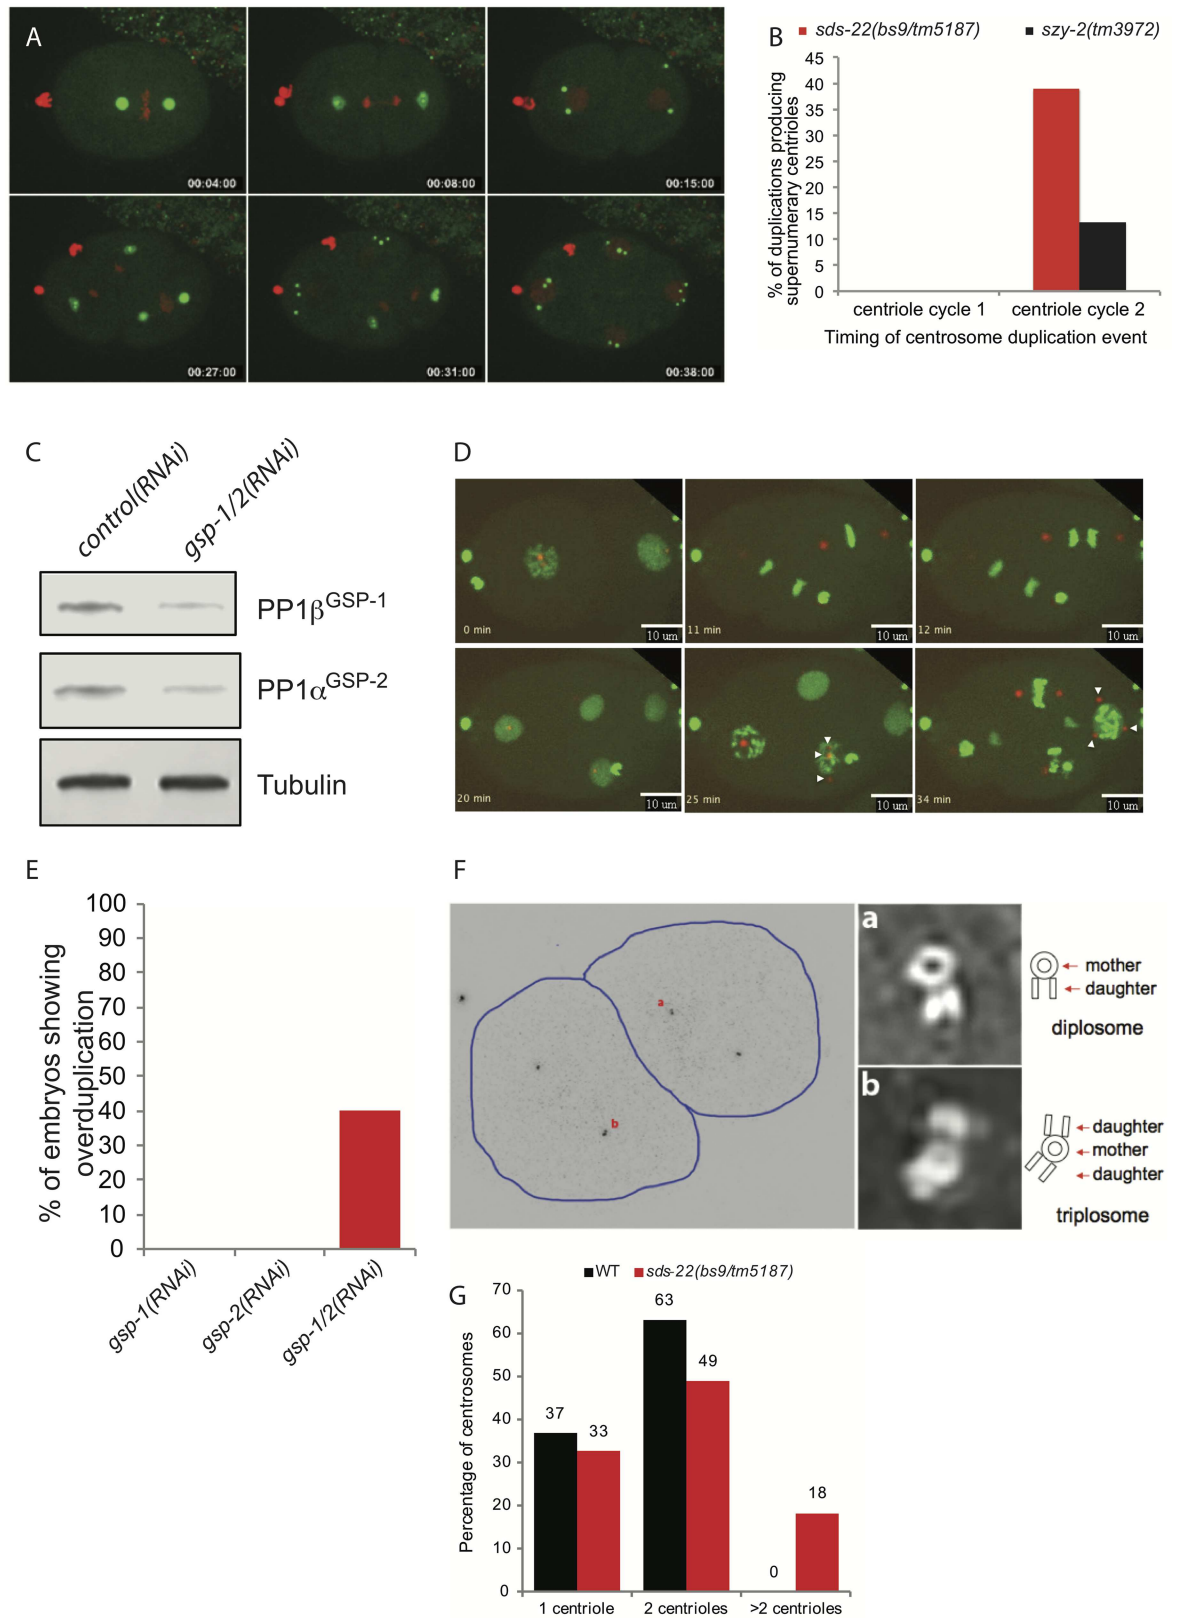 A
00:04:00
00:08:00
00:15:00
00:27:00
00:31:00
00:38:00
B
sds-22(bs9/tm5187)
szy-2(tm3972)
% of duplications producing
supernumerary centrioles
45
40
35
30
25
20
15
10
5
0
centriole cycle 1
centriole cycle 2
Timing of centrosome duplication event
C
control(RNAi)
gsp-1/2(RNAi)
PP1βGSP-1
PP1αGSP-2
Tubulin
D
0 min
10 um
11 min
10 um
12 min
10 um
20 min
10 um
25 min
10 um
34 min
10 um
E
% of embryos showing
overduplication
100
90
80
70
60
50
40
30
20
10
0
gsp-1(RNAi)
gsp-2(RNAi)
gsp-1/2(RNAi)
F
a
b
a
mother
daughter
diplosome
b
daughter
mother
daughter
triplosome
G
WT
sds-22(bs9/tm5187)
Percentage of centrosomes
70
60
50
40
30
20
10
0
37
33
63
49
0
18
1 centriole
2 centrioles
>2 centrioles